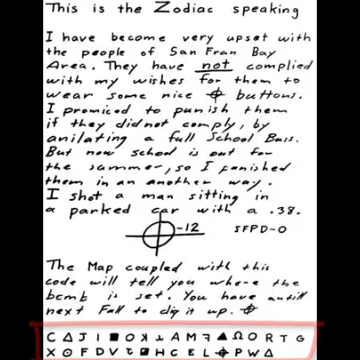 This is the Zodiac speaking
I have become very upset with
the people of San Fran Bay
Area. They have not complied
with my wishes for them to
wear some nice ⌖ buttons.
I promiced to punish them
if they did not comply, by
anilating a full School Buss.
But now school is out for
the summer, so I punished
them in an another way.
I shot a man sitting in
a parked car with a .38.
⌖-12 SFPD-0
The Map coupled with this
code will tell you where the
bomb is set. You have antill
next Fall to dig it up. ⌖
C Δ J I ■ O ʞ ⊥ A M ꟻ ▲ Ω O R T G
X ⊙ F D V Ɛ ◪ H C E L ⌖ P W Δ